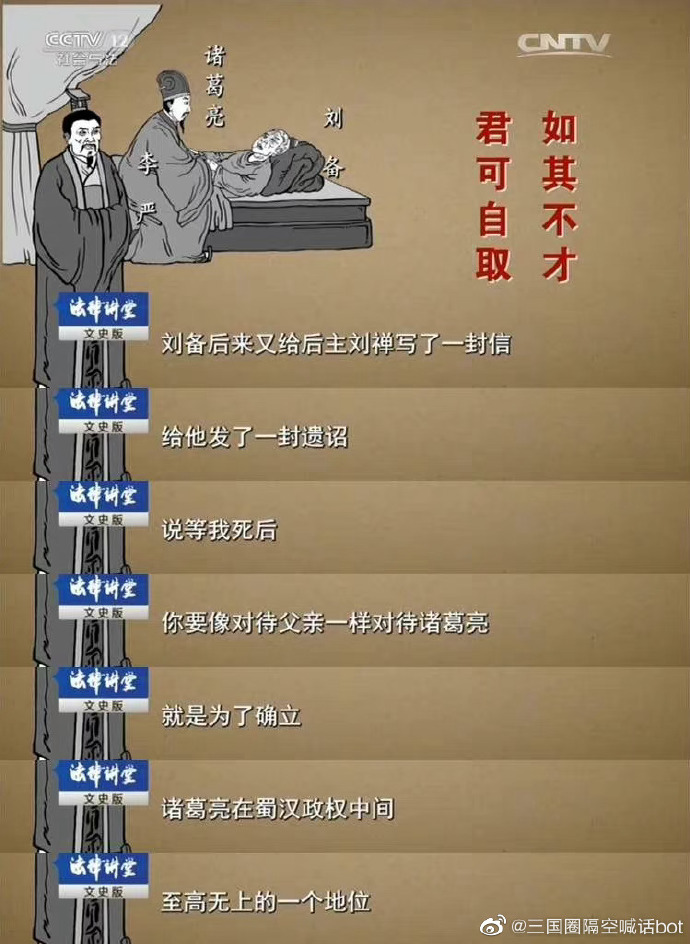 CCTV 12
社会与法
CNTV
诸葛亮
刘备
李严
如其不才
君可自取
法律讲堂
文史版
刘备后来又给后主刘禅写了一封信
法律讲堂
文史版
给他发了一封遗诏
法律讲堂
文史版
说等我死后
法律讲堂
文史版
你要像对待父亲一样对待诸葛亮
法律讲堂
文史版
就是为了确立
法律讲堂
文史版
诸葛亮在蜀汉政权中间
法律讲堂
文史版
至高无上的一个地位
@三国圈隔空喊话bot